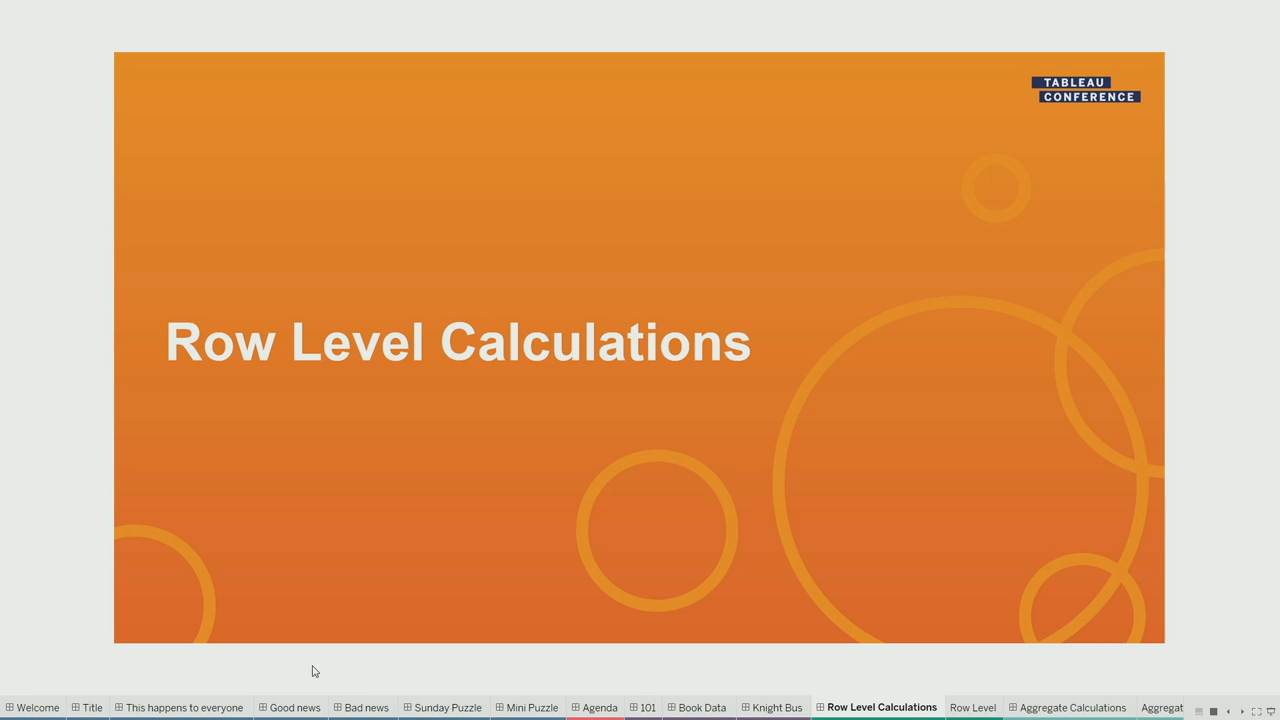 TABLEAU
CONFERENCE
Row Level Calculations
Welcome
Title
This happens to everyone
Good news
Bad news
Sunday Puzzle
Mini Puzzle
Agenda
101
Book Data
Knight Bus
Row Level Calculations
Row Level
Aggregate Calculations
Aggregat